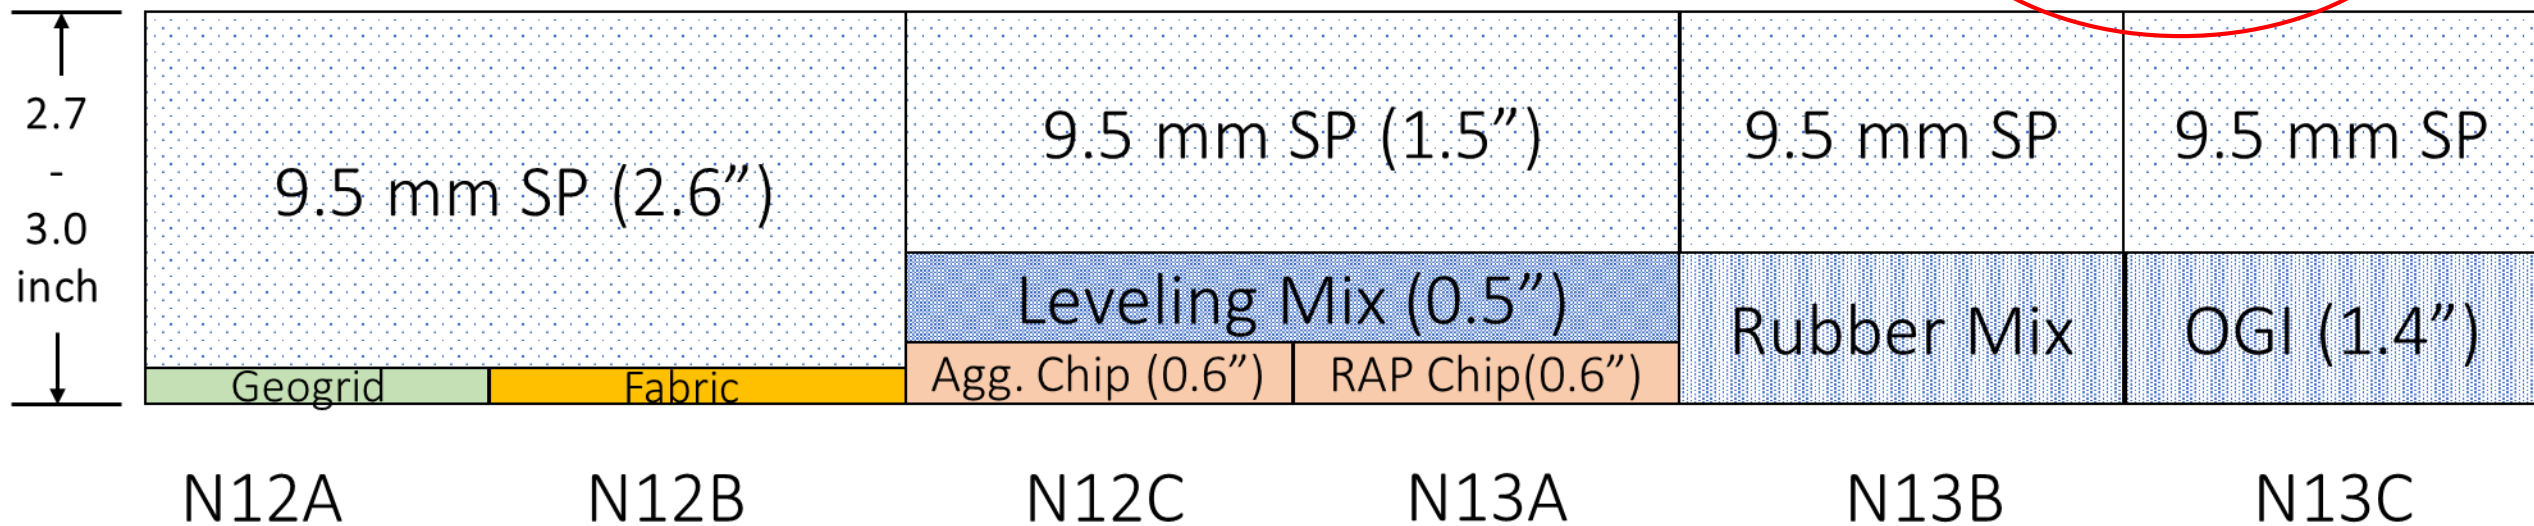 2.7
-
3.0
inch
9.5 mm SP (2.6”)
9.5 mm SP (1.5”)
9.5 mm SP
9.5 mm SP
Leveling Mix (0.5”)
Rubber Mix
OGI (1.4”)
Geogrid
Fabric
Agg. Chip (0.6”)
RAP Chip(0.6”)
N12A
N12B
N12C
N13A
N13B
N13C